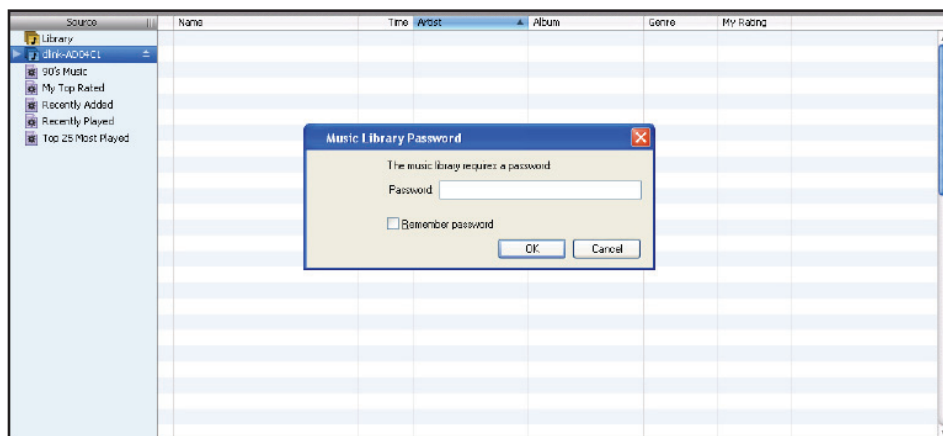 Source Name Time Artist Album Genre My Rating
Library
dlink-AD04C1
90's Music
My Top Rated
Recently Added
Recently Played
Top 25 Most Played
Music Library Password
The music library requires a password
Password
Remember password
OK Cancel